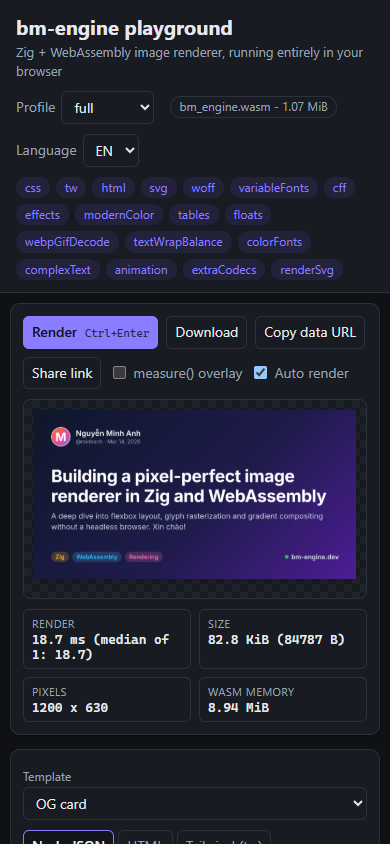 bm-engine playground
Zig + WebAssembly image renderer, running entirely in your
browser
Profile full bm_engine.wasm - 1.07 MiB
Language EN
css tw html svg woff variableFonts cff
effects modernColor tables floats
webpGifDecode textWrapBalance colorFonts
complexText animation extraCodecs renderSvg
Render Ctrl+Enter Download Copy data URL
Share link measure() overlay Auto render
M Nguyễn Minh Anh
@minhanh · Mar 14, 2026
Building a pixel-perfect image
renderer in Zig and WebAssembly
A deep dive into flexbox layout, glyph rasterization and gradient compositing
without a headless browser. Xin chào!
Zig WebAssembly Rendering bm-engine.dev
RENDER
18.7 ms (median of
1: 18.7)
SIZE
82.8 KiB (84787 B)
PIXELS
1200 x 630
WASM MEMORY
8.94 MiB
Template
OG card